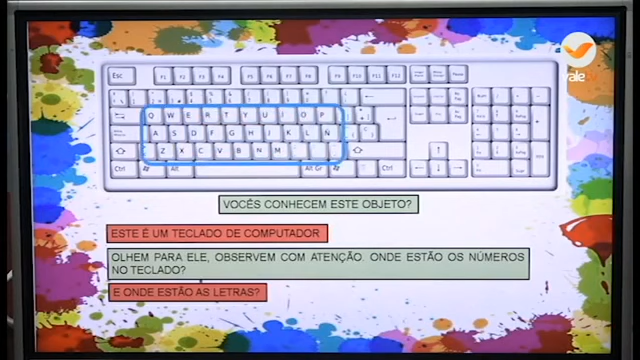 valetv
Esc F1 F2 F3 F4 F5 F6 F7 F8 F9 F10 F11 F12
Q W E R T Y U I O P
A S D F G H J K L Ñ
Z X C V B N M
Ctrl Alt Alt Gr Ctrl
VOCÊS CONHECEM ESTE OBJETO?
ESTE É UM TECLADO DE COMPUTADOR
OLHEM PARA ELE, OBSERVEM COM ATENÇÃO. ONDE ESTÃO OS NÚMEROS
NO TECLADO?
E ONDE ESTÃO AS LETRAS?